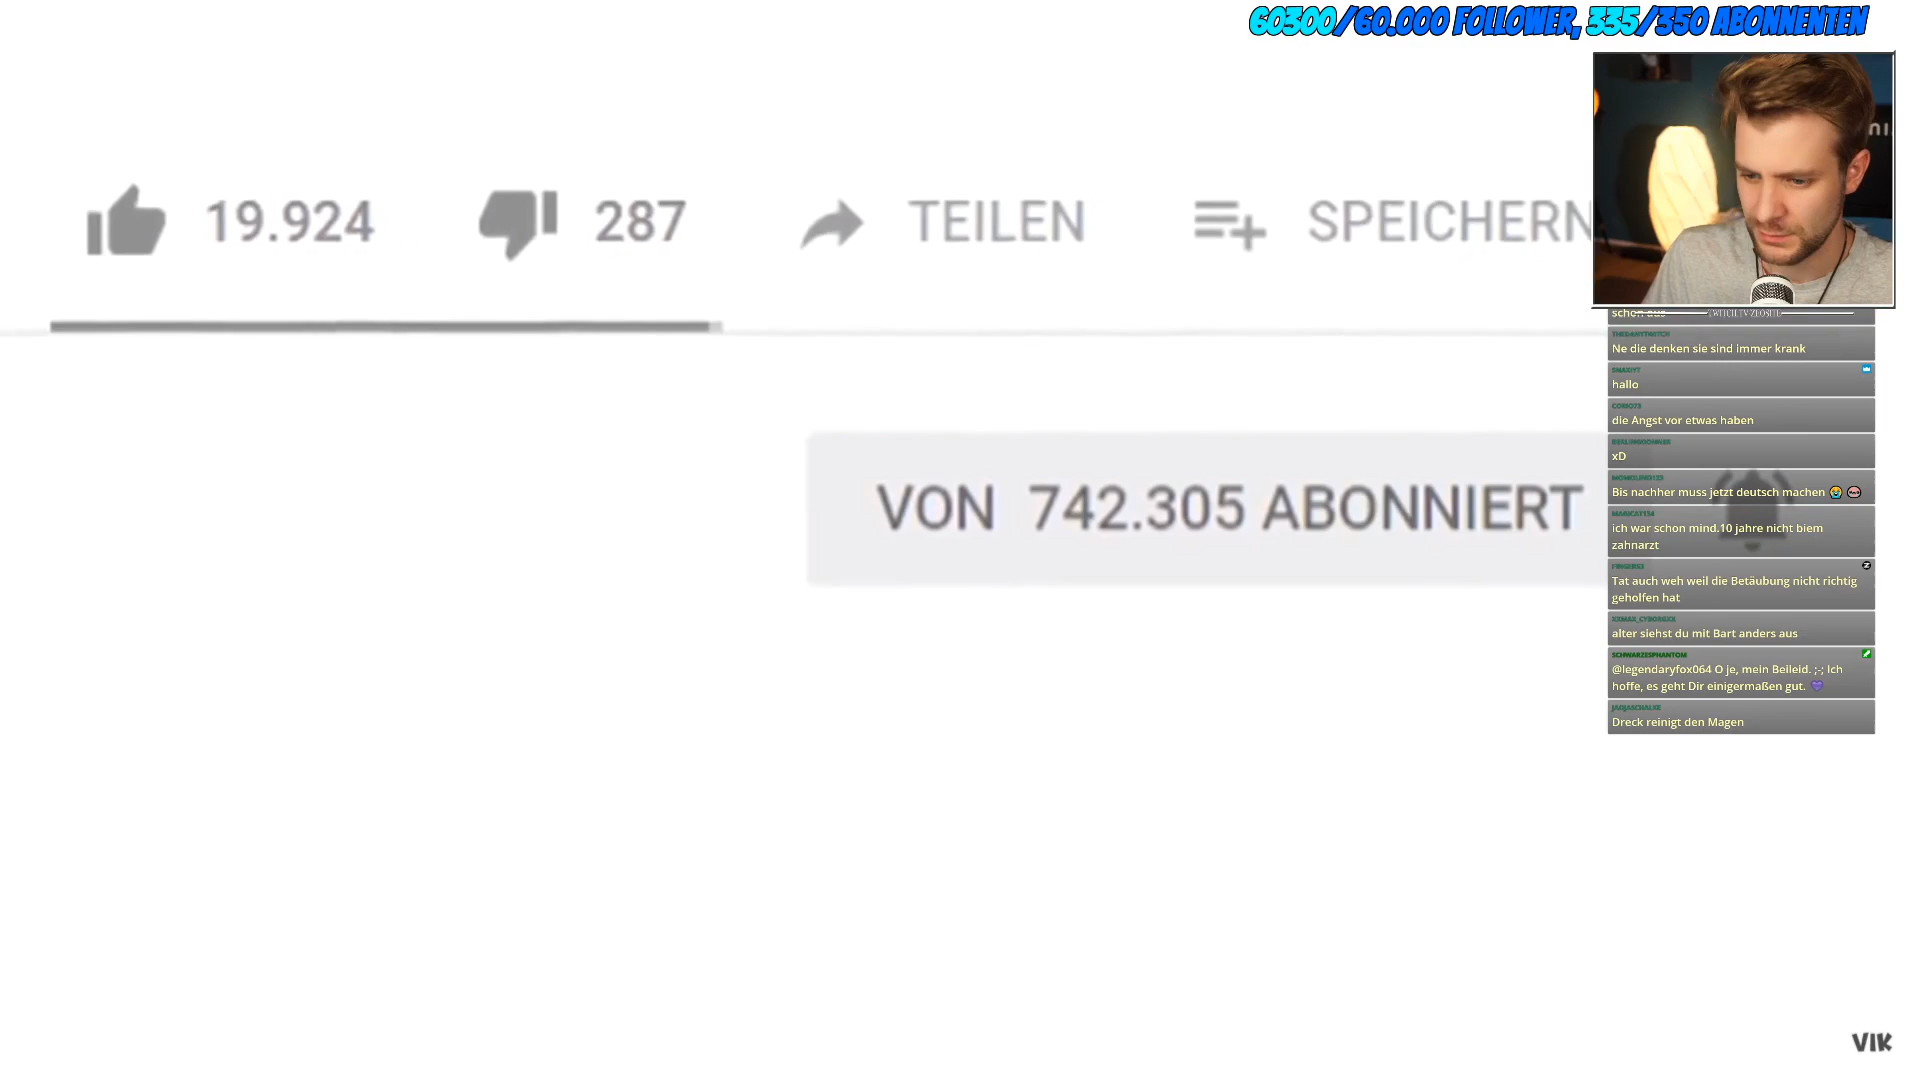 60300/60.000 FOLLOWER, 335/350 ABONNENTEN
19.924
287
TEILEN
SPEICHERN
VON 742.305 ABONNIERT
schon aus
Ne die denken sie sind immer krank
hallo
die Angst vor etwas haben
xD
Bis nachher muss jetzt deutsch machen
ich war schon mind.10 jahre nicht biem
zahnarzt
Tat auch weh weil die Betäubung nicht richtig
geholfen hat
alter siehst du mit Bart anders aus
SCHWARZESPHANTOM
@legendaryfox064 O je, mein Beileid. ;-; Ich
hoffe, es geht Dir einigermaßen gut.
Dreck reinigt den Magen
VIK